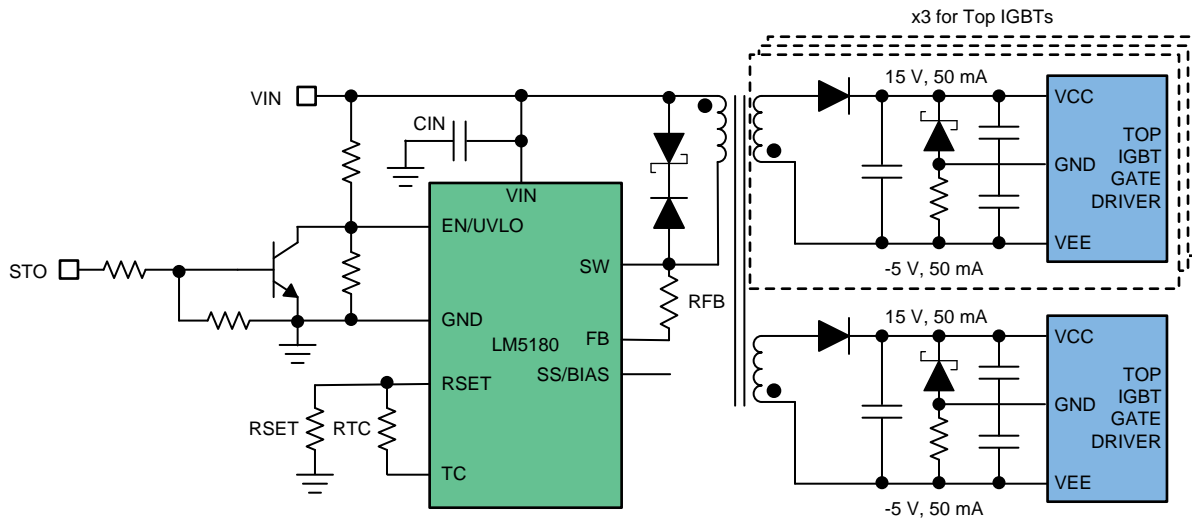 x3 for Top IGBTs
15 V, 50 mA
VIN
CIN
VCC
TOP
IGBT
GATE
DRIVER
GND
VEE
-5 V, 50 mA
VIN
EN/UVLO
STO
SW
RFB
GND
LM5180
FB
SS/BIAS
RSET
RSET
RTC
TC
15 V, 50 mA
VCC
TOP
IGBT
GATE
DRIVER
GND
VEE
-5 V, 50 mA